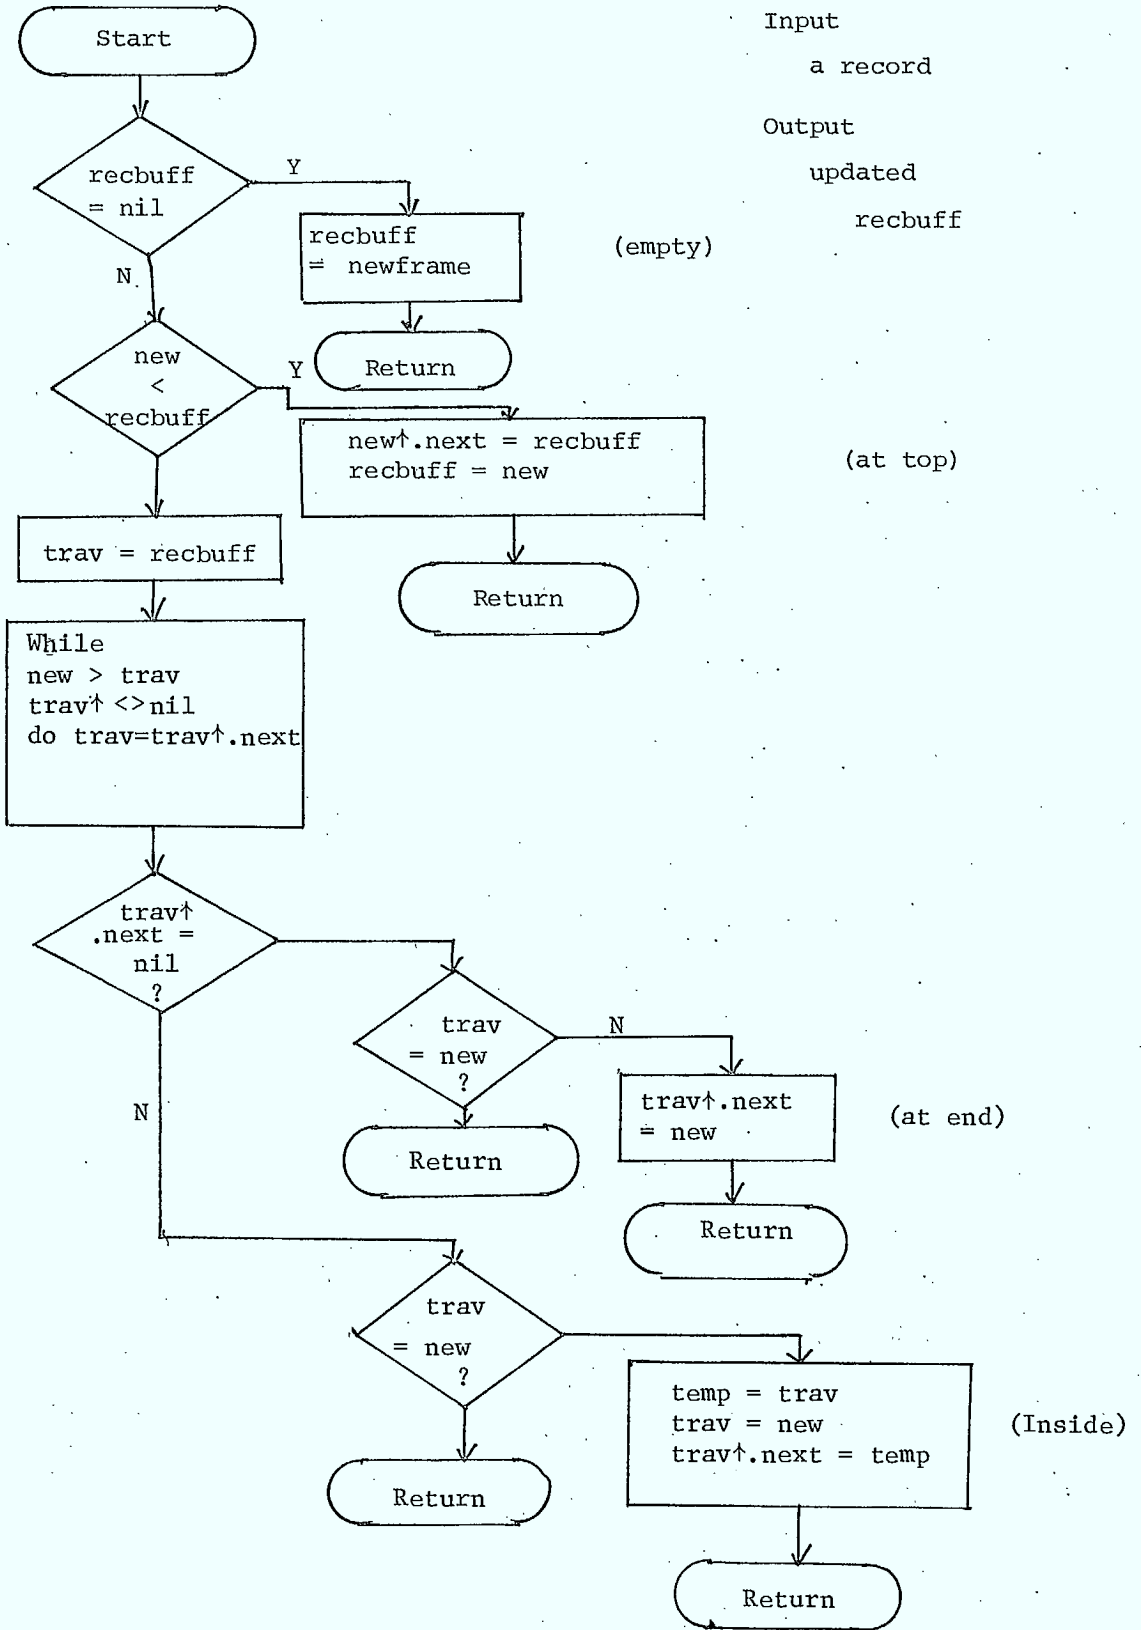 Start
Input
a record
Output
updated
recbuff
recbuff
= nil
Y
N
recbuff
= newframe
(empty)
Return
new
<
recbuff
Y
new↑.next = recbuff
recbuff = new
(at top)
Return
trav = recbuff
While
new > trav
trav↑ <>nil
do trav=trav↑.next
trav↑
.next =
nil
?
trav
= new
?
N
trav↑.next
= new
(at end)
Return
Return
N
trav
= new
?
temp = trav
trav = new
trav↑.next = temp
(Inside)
Return
Return